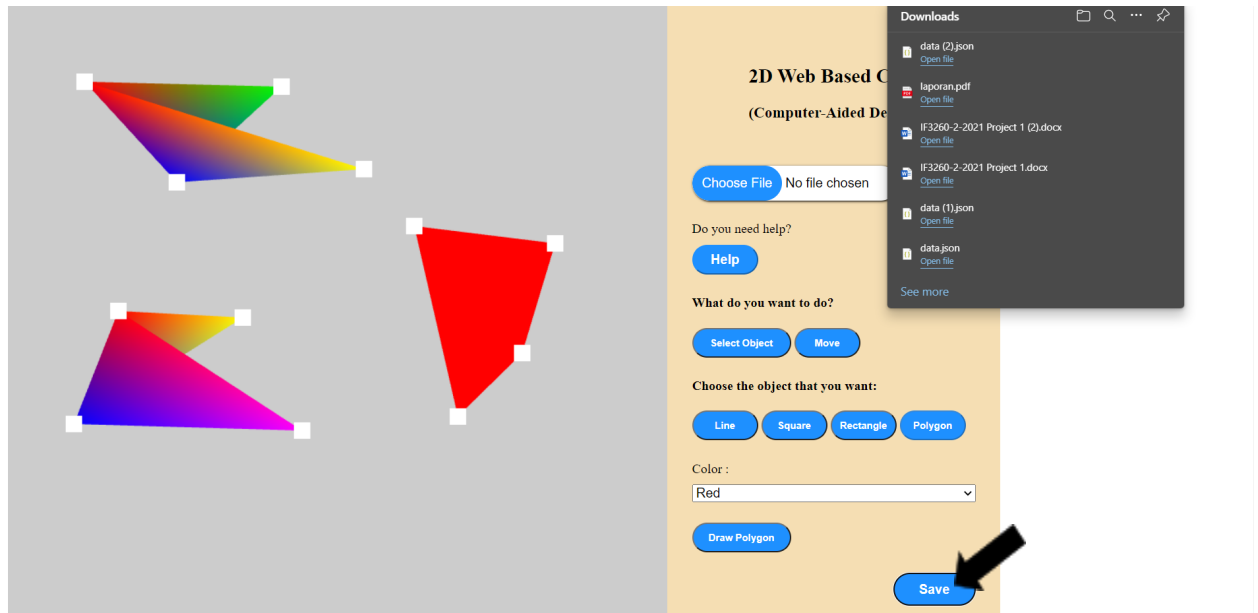 2D Web Based C
(Computer-Aided De
Choose File No file chosen
Do you need help?
Help
What do you want to do?
Select Object Move
Choose the object that you want:
Line Square Rectangle Polygon
Color :
Red
Draw Polygon
Save
Downloads
data (2).json
Open file
laporan.pdf
Open file
IF3260-2-2021 Project 1 (2).docx
Open file
IF3260-2-2021 Project 1.docx
Open file
data (1).json
Open file
data.json
Open file
See more